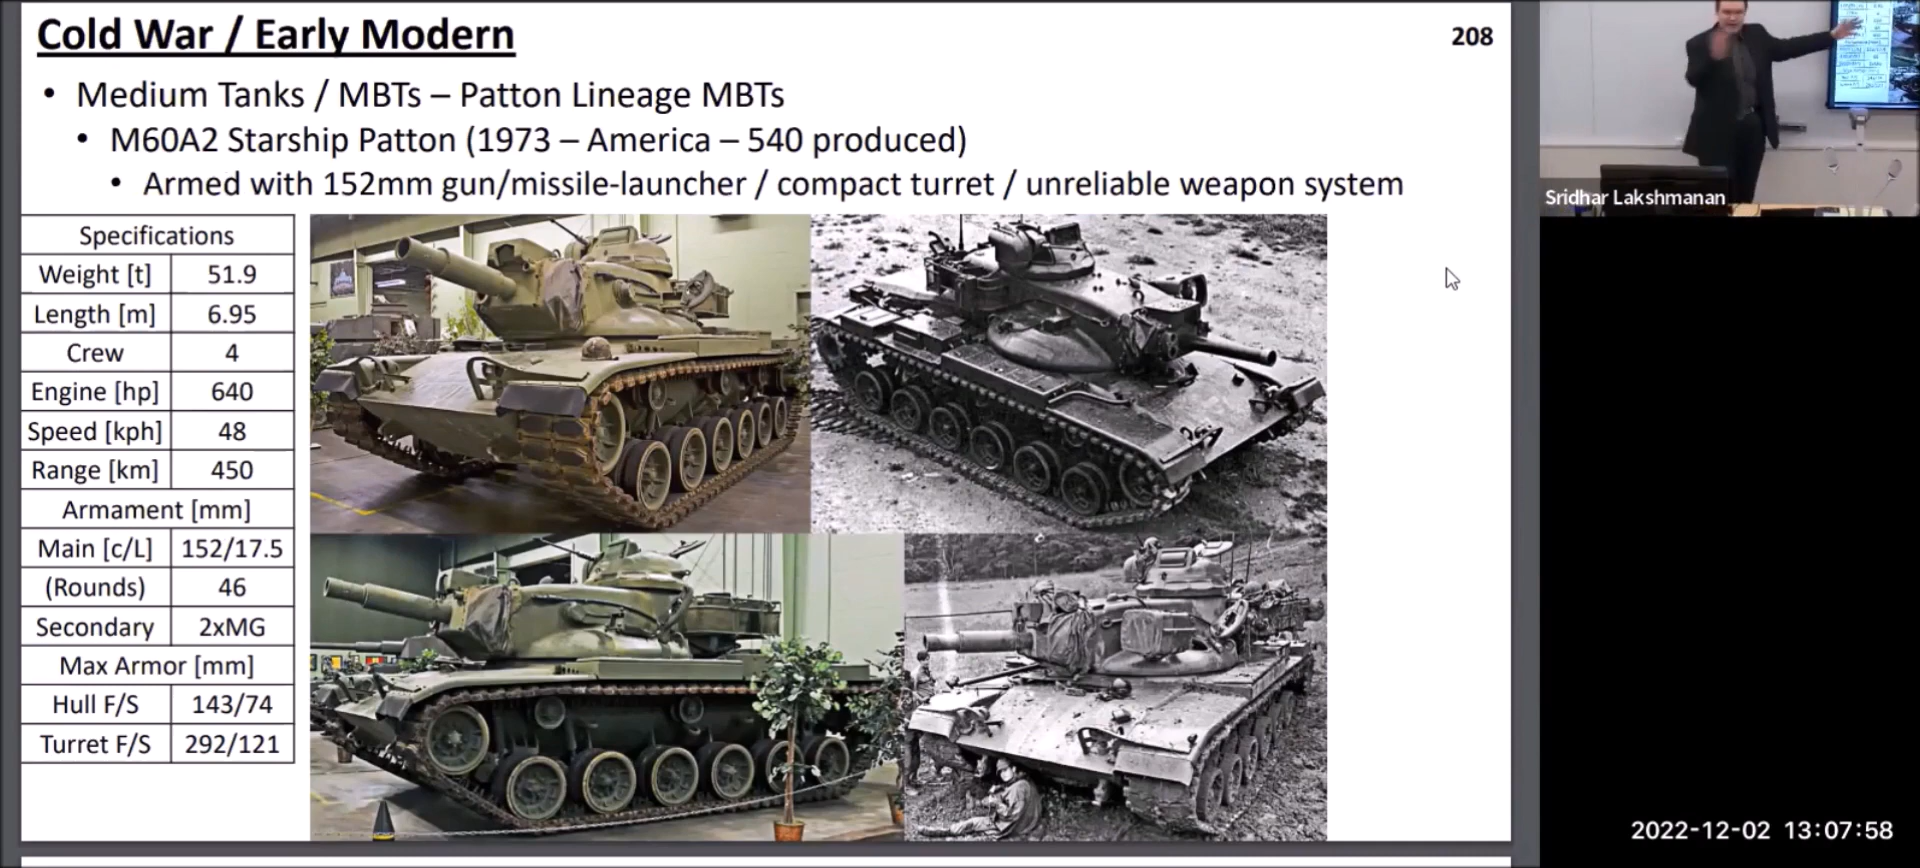 Cold War / Early Modern
208
• Medium Tanks / MBTs – Patton Lineage MBTs
• M60A2 Starship Patton (1973 – America – 540 produced)
• Armed with 152mm gun/missile-launcher / compact turret / unreliable weapon system
Specifications
Weight [t] 51.9
Length [m] 6.95
Crew 4
Engine [hp] 640
Speed [kph] 48
Range [km] 450
Armament [mm]
Main [c/L] 152/17.5
(Rounds) 46
Secondary 2xMG
Max Armor [mm]
Hull F/S 143/74
Turret F/S 292/121
Sridhar Lakshmanan
2022-12-02 13:07:58